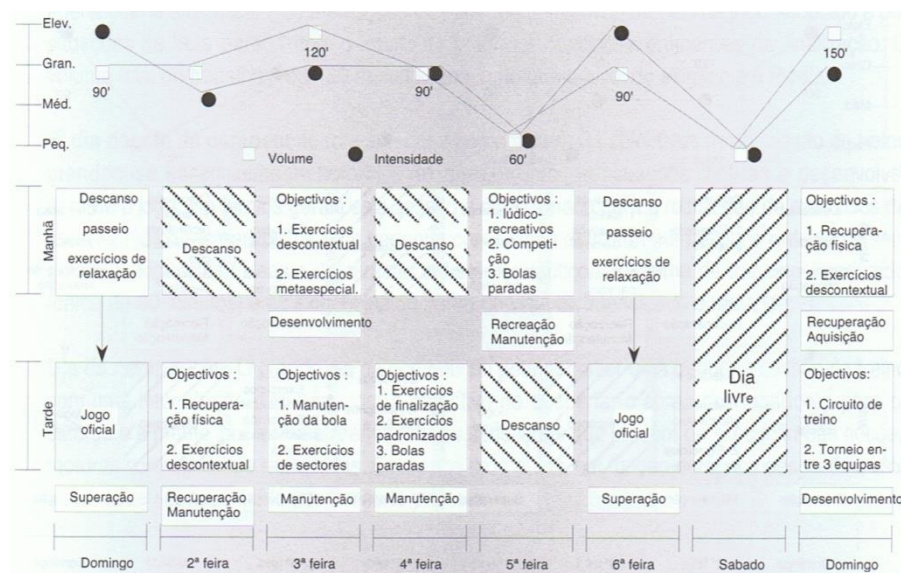 Elev.
120'
150'
Gran.
90'
90'
90'
Méd.
Peq.
60'
Volume
Intensidade
Manhã
Descanso
passeio
exercícios de
relaxação
Descanso
Objectivos :
1. Exercícios
descontextual
2. Exercícios
metaespecial.
Descanso
Objectivos :
1. lúdico-
recreativos
2. Competi-
ção
3. Bolas
paradas
Descanso
passeio
exercícios de
relaxação
Objectivos :
1. Recupera-
ção física
2. Exercícios
descontextual
Desenvolvimento
Recreação
Manutenção
Recuperação
Aquisição
Dia
livre
Tarde
Jogo
oficial
Objectivos :
1. Recupera-
ção física
2. Exercícios
descontextual
Objectivos :
1. Manuten-
ção da bola
2. Exercícios
de sectores
Objectivos :
1. Exercícios
de finalização
2. Exercícios
padronizados
3. Bolas
paradas
Descanso
Jogo
oficial
Objectivos:
1. Circuito de
treino
2. Torneio en-
tre 3 equipas
Superação
Recuperação
Manutenção
Manutenção
Manutenção
Superação
Desenvolvimento
Domingo
2ª feira
3ª feira
4ª feira
5ª feira
6ª feira
Sabado
Domingo